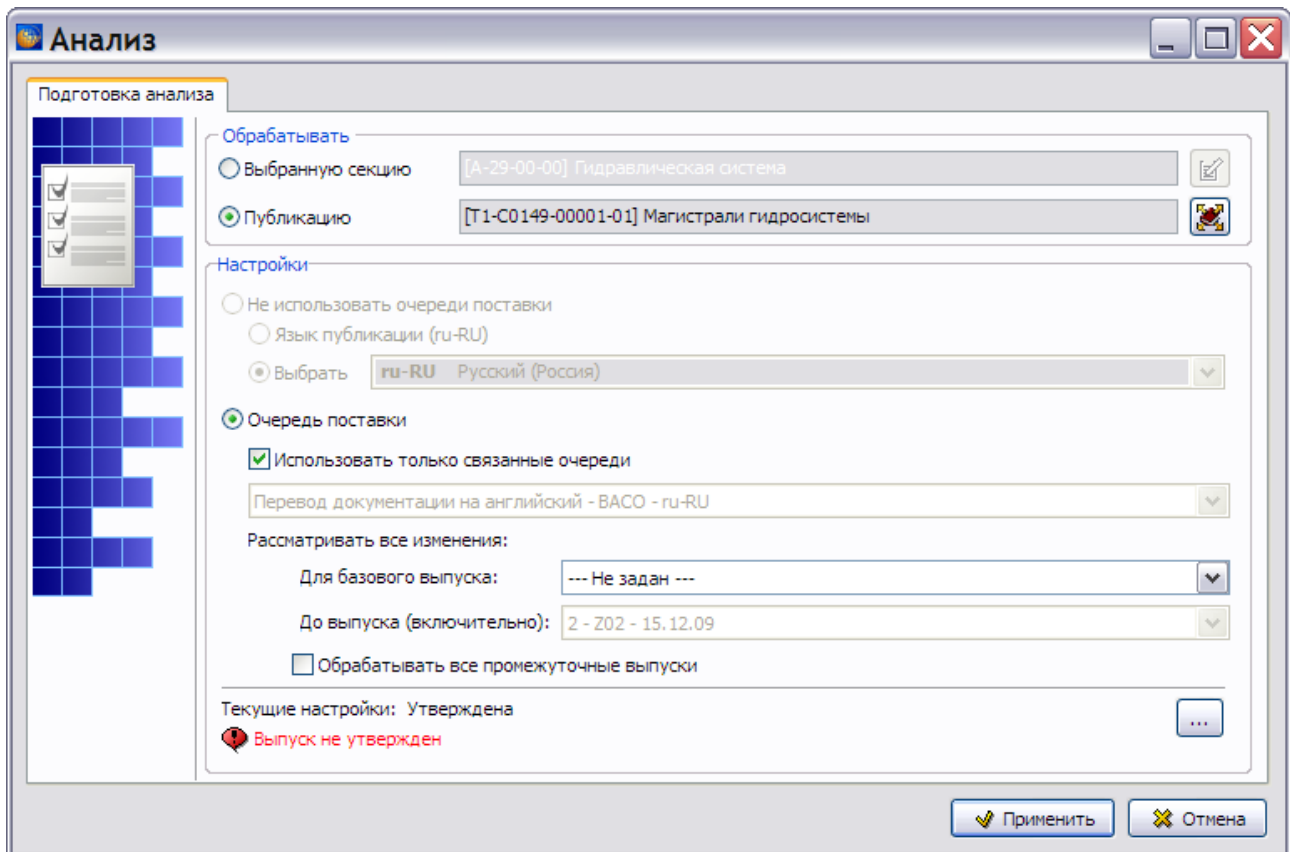 Анализ
Подготовка анализа
Обрабатывать
Выбранную секцию [A-29-00-00] Гидравлическая система
Публикацию [T1-C0149-00001-01] Магистрали гидросистемы
Настройки
Не использовать очереди поставки
Язык публикации (ru-RU)
Выбрать ru-RU Русский (Россия)
Очередь поставки
Использовать только связанные очереди
Перевод документации на английский - BACO - ru-RU
Рассматривать все изменения:
Для базового выпуска: --- Не задан ---
До выпуска (включительно): 2 - Z02 - 15.12.09
Обрабатывать все промежуточные выпуски
Текущие настройки: Утверждена
...
Выпуск не утвержден
Применить Отмена